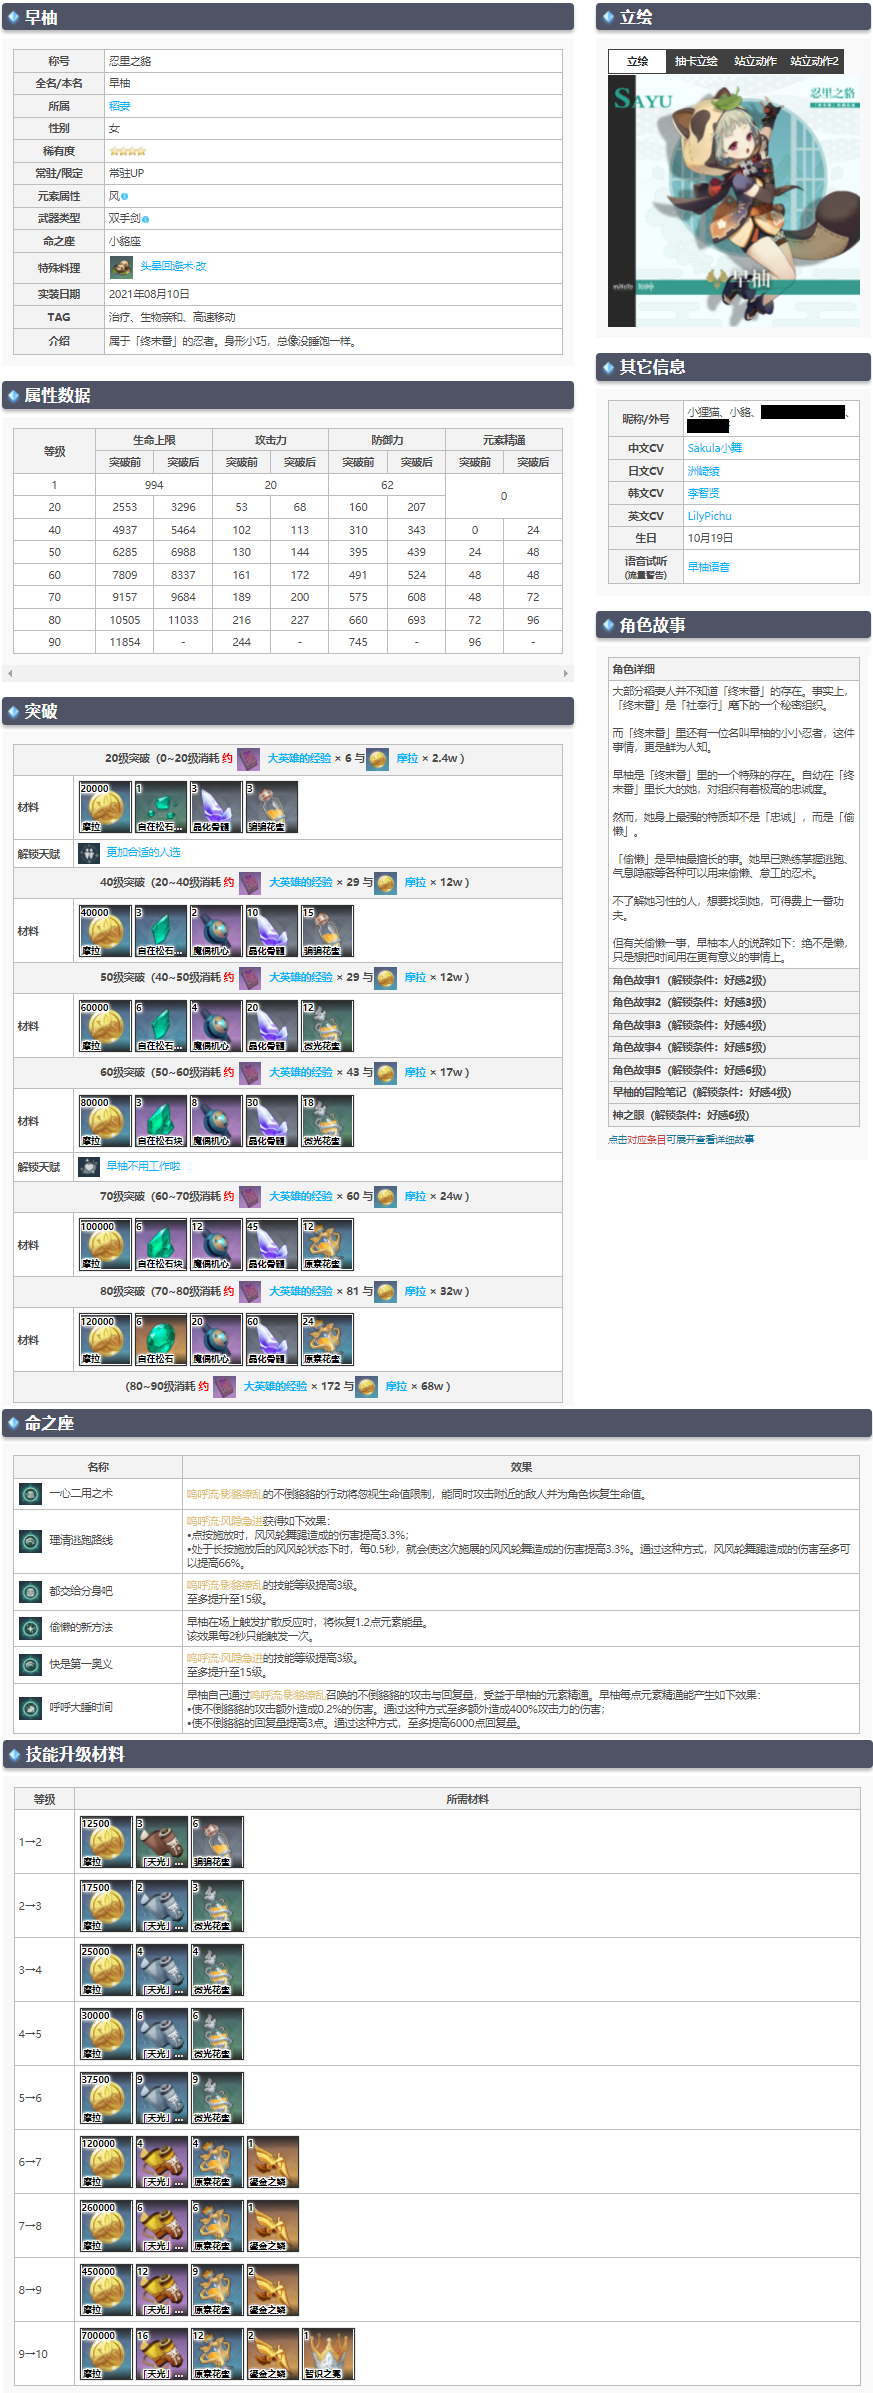 早柚
称号 忍里之貉
全名/本名 早柚
所属 稻妻
性别 女
稀有度
常驻/限定 常驻UP
元素属性 风
武器类型 双手剑
命之座 小貉座
特殊料理 头晕回避术·改
实装日期 2021年08月10日
TAG 治疗、生物亲和、高速移动
介绍 属于「终末番」的忍者。身形小巧，总像没睡饱一样。
属性数据
等级 生命上限 攻击力 防御力 元素精通
突破前 突破后 突破前 突破后 突破前 突破后 突破前 突破后
1 994 20 62 0
20 2553 3296 53 68 160 207
40 4937 5464 102 113 310 343 0 24
50 6285 6988 130 144 395 439 24 48
60 7809 8337 161 172 491 524 48 48
70 9157 9684 189 200 575 608 48 72
80 10505 11033 216 227 660 693 72 96
90 11854 - 244 - 745 - 96 -
突破
20级突破（0~20级消耗 约 大英雄的经验 × 6 与 摩拉 × 2.4w ）
材料 20000 摩拉 1 自在松石... 3 晶化骨髓 3 骗骗花蜜
解锁天赋 更加合适的人选
40级突破（20~40级消耗 约 大英雄的经验 × 29 与 摩拉 × 12w ）
材料 40000 摩拉 3 自在松石... 2 魔偶机心 10 晶化骨髓 15 骗骗花蜜
50级突破（40~50级消耗 约 大英雄的经验 × 29 与 摩拉 × 12w ）
材料 60000 摩拉 6 自在松石... 4 魔偶机心 20 晶化骨髓 12 微光花蜜
60级突破（50~60级消耗 约 大英雄的经验 × 43 与 摩拉 × 17w ）
材料 80000 摩拉 3 自在松石块 8 魔偶机心 30 晶化骨髓 18 微光花蜜
解锁天赋 早柚不用工作啦
70级突破（60~70级消耗 约 大英雄的经验 × 60 与 摩拉 × 24w ）
材料 100000 摩拉 6 自在松石块 12 魔偶机心 45 晶化骨髓 12 原素花蜜
80级突破（70~80级消耗 约 大英雄的经验 × 81 与 摩拉 × 32w ）
材料 120000 摩拉 6 自在松石 20 魔偶机心 60 晶化骨髓 24 原素花蜜
（80~90级消耗 约 大英雄的经验 × 172 与 摩拉 × 68w ）
立绘
立绘 抽卡立绘 站立动作 站立动作2
SAYU
忍里之貉
早柚
miHoYo 原神
其它信息
昵称/外号 小狸猫、小貉、
中文CV Sakula小舞
日文CV 洲崎绫
韩文CV 李智贤
英文CV LilyPichu
生日 10月19日
语音试听 早柚语音
(流量警告)
角色故事
角色详细
大部分稻妻人并不知道「终末番」的存在。事实上，
「终末番」是「社奉行」麾下的一个秘密组织。
而「终末番」里还有一位名叫早柚的小小忍者，这件
事情，更是鲜为人知。
早柚是「终末番」里的一个特殊的存在。自幼在「终
末番」里长大的她，对组织有着极高的忠诚度。
然而，她身上最强的特质却不是「忠诚」，而是「偷
懒」。
「偷懒」是早柚最擅长的事。她早已熟练掌握逃跑、
气息隐蔽等各种可以用来偷懒、怠工的忍术。
不了解她习性的人，想要找到她，可得费上一番功
夫。
但有关偷懒一事，早柚本人的说辞如下：绝不是懒，
只是想把时间用在更有意义的事情上。
角色故事1（解锁条件：好感2级）
角色故事2（解锁条件：好感3级）
角色故事3（解锁条件：好感4级）
角色故事4（解锁条件：好感5级）
角色故事5（解锁条件：好感6级）
早柚的冒险笔记（解锁条件：好感4级）
神之眼（解锁条件：好感6级）
点击对应条目可展开查看详细故事
命之座
名称 效果
一心二用之术 呜呼流·影貉缭乱的不倒貉貉的行动将忽视生命值限制，能同时攻击附近的敌人并为角色恢复生命值。
理清逃跑路线 呜呼流·风隐急进获得如下效果：
•点按施放时，风风轮舞踢造成的伤害提高3.3%；
•处于长按施放后的风风轮状态下时，每0.5秒，就会使这次施展的风风轮舞造成的伤害提高3.3%。通过这种方式，风风轮舞踢造成的伤害至多可
以提高66%。
都交给分身吧 呜呼流·影貉缭乱的技能等级提高3级。
至多提升至15级。
偷懒的新方法 早柚在场上触发扩散反应时，将恢复1.2点元素能量。
该效果每2秒只能触发一次。
快是第一奥义 呜呼流·风隐急进的技能等级提高3级。
至多提升至15级。
呼呼大睡时间 早柚自己通过呜呼流·影貉缭乱召唤的不倒貉貉的攻击与回复量，受益于早柚的元素精通。早柚每点元素精通能产生如下效果：
•使不倒貉貉的攻击额外造成0.2%的伤害。通过这种方式至多额外造成400%攻击力的伤害；
•使不倒貉貉的回复量提高3点。通过这种方式，至多提高6000点回复量。
技能升级材料
等级 所需材料
1→2 12500 摩拉 3 「天光」... 6 骗骗花蜜
2→3 17500 摩拉 2 「天光」... 3 微光花蜜
3→4 25000 摩拉 4 「天光」... 4 微光花蜜
4→5 30000 摩拉 6 「天光」... 6 微光花蜜
5→6 37500 摩拉 9 「天光」... 9 微光花蜜
6→7 120000 摩拉 4 「天光」... 4 原素花蜜 1 鎏金之鳞
7→8 260000 摩拉 6 「天光」... 6 原素花蜜 1 鎏金之鳞
8→9 450000 摩拉 12 「天光」... 9 原素花蜜 2 鎏金之鳞
9→10 700000 摩拉 16 「天光」... 12 原素花蜜 2 鎏金之鳞 1 智识之冕